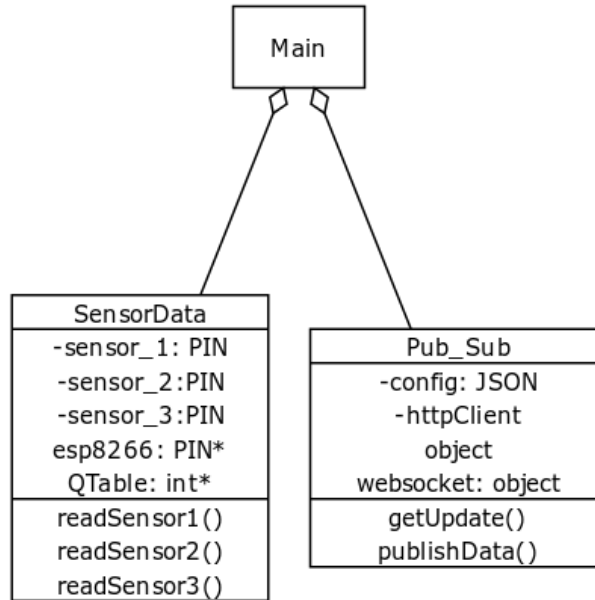 Main
SensorData
-sensor_1: PIN
-sensor_2:PIN
-sensor_3:PIN
esp8266: PIN*
QTable: int*
readSensor1()
readSensor2()
readSensor3()
Pub_Sub
-config: JSON
-httpClient
object
websocket: object
getUpdate()
publishData()